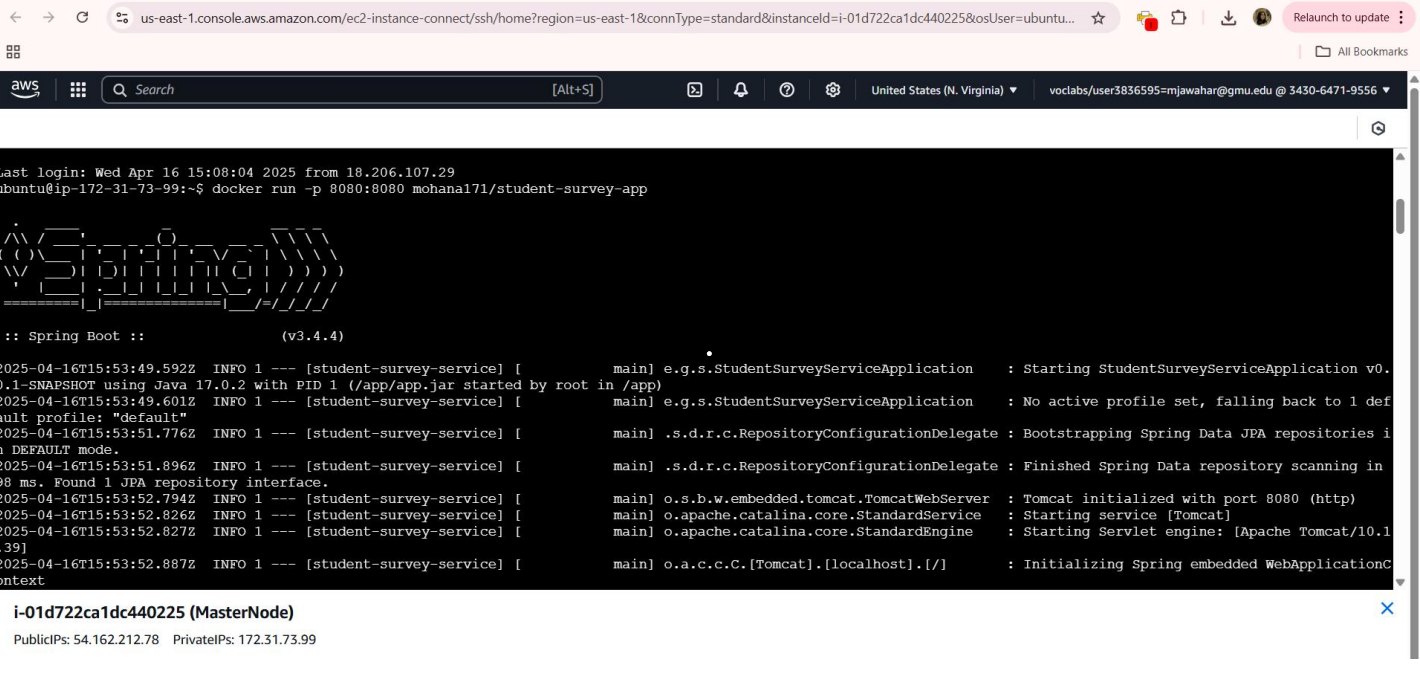 us-east-1.console.aws.amazon.com/ec2-instance-connect/ssh/home?region=us-east-1&connType=standard&instanceId=i-01d722ca1dc440225&osUser=ubuntu...
Relaunch to update
All Bookmarks
aws
Search
[Alt+S]
United States (N. Virginia)
voclabs/user3836595=mjawahar@gmu.edu @ 3430-6471-9556
Last login: Wed Apr 16 15:08:04 2025 from 18.206.107.29
ubuntu@ip-172-31-73-99:~$ docker run -p 8080:8080 mohana171/student-survey-app
Spring
:: Spring Boot :: (v3.4.4)
2025-04-16T15:53:49.592Z INFO 1 --- [student-survey-service] [ main] e.g.s.StudentSurveyServiceApplication : Starting StudentSurveyServiceApplication v0.
0.1-SNAPSHOT using Java 17.0.2 with PID 1 (/app/app.jar started by root in /app)
2025-04-16T15:53:49.601Z INFO 1 --- [student-survey-service] [ main] e.g.s.StudentSurveyServiceApplication : No active profile set, falling back to 1 def
ault profile: "default"
2025-04-16T15:53:51.776Z INFO 1 --- [student-survey-service] [ main] .s.d.r.c.RepositoryConfigurationDelegate : Bootstrapping Spring Data JPA repositories i
n DEFAULT mode.
2025-04-16T15:53:51.896Z INFO 1 --- [student-survey-service] [ main] .s.d.r.c.RepositoryConfigurationDelegate : Finished Spring Data repository scanning in
98 ms. Found 1 JPA repository interface.
2025-04-16T15:53:52.794Z INFO 1 --- [student-survey-service] [ main] o.s.b.w.embedded.tomcat.TomcatWebServer : Tomcat initialized with port 8080 (http)
2025-04-16T15:53:52.826Z INFO 1 --- [student-survey-service] [ main] o.apache.catalina.core.StandardService : Starting service [Tomcat]
2025-04-16T15:53:52.827Z INFO 1 --- [student-survey-service] [ main] o.apache.catalina.core.StandardEngine : Starting Servlet engine: [Apache Tomcat/10.1
.39]
2025-04-16T15:53:52.887Z INFO 1 --- [student-survey-service] [ main] o.a.c.c.C.[Tomcat].[localhost].[/] : Initializing Spring embedded WebApplicationC
ontext
i-01d722ca1dc440225 (MasterNode)
PublicIPs: 54.162.212.78 PrivateIPs: 172.31.73.99